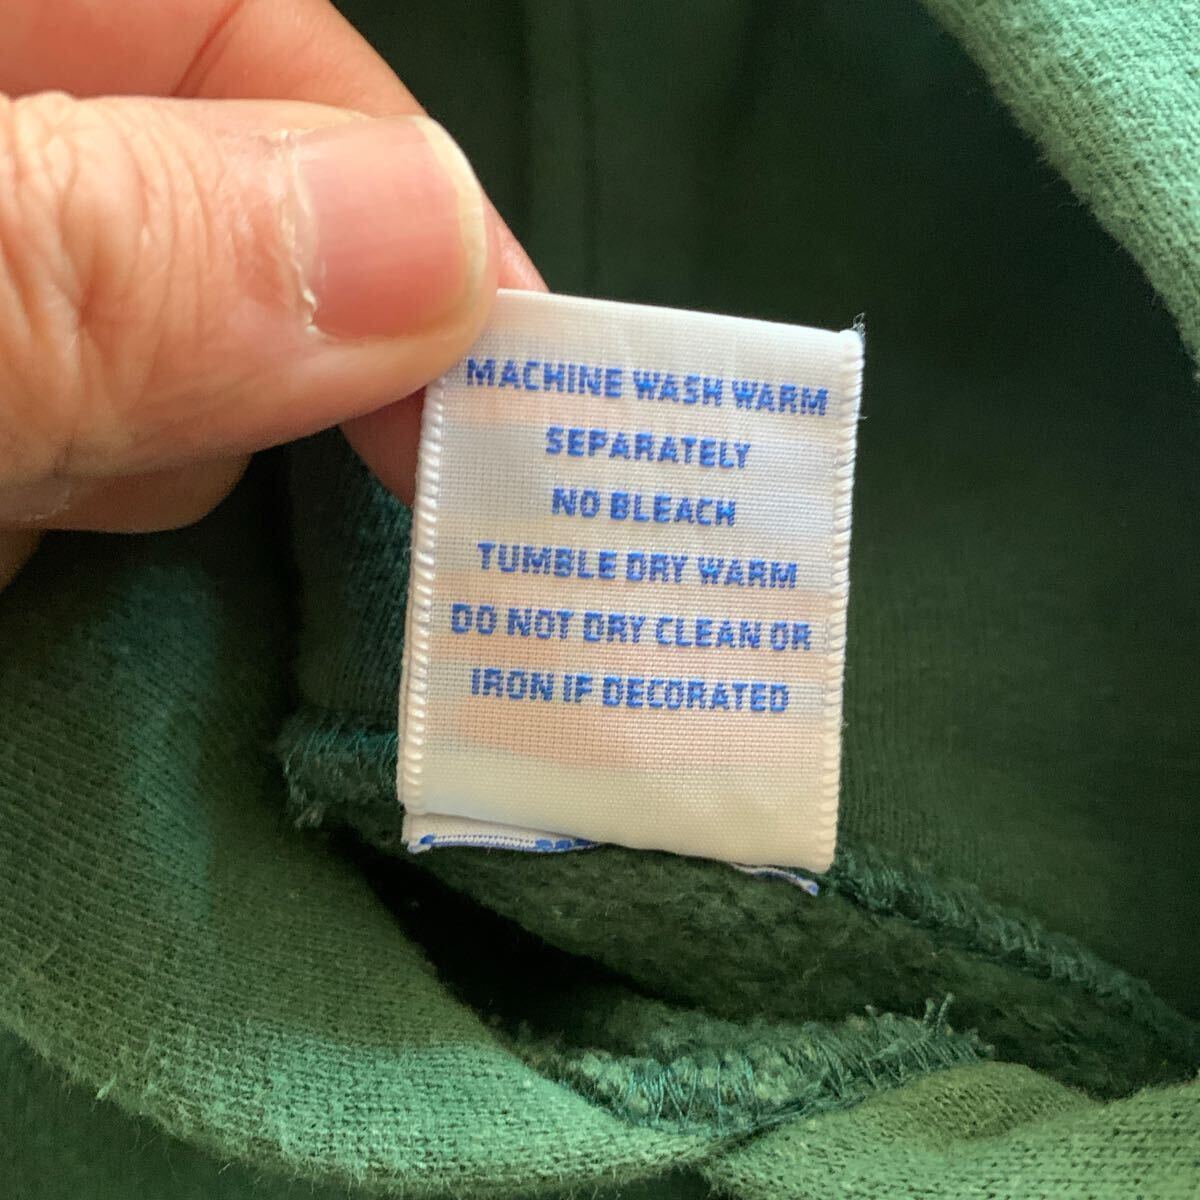 MACHINE WASH WARM
SEPARATELY
NO BLEACH
TUMBLE DRY WARM
DO NOT DRY CLEAN OR
IRON IF DECORATED